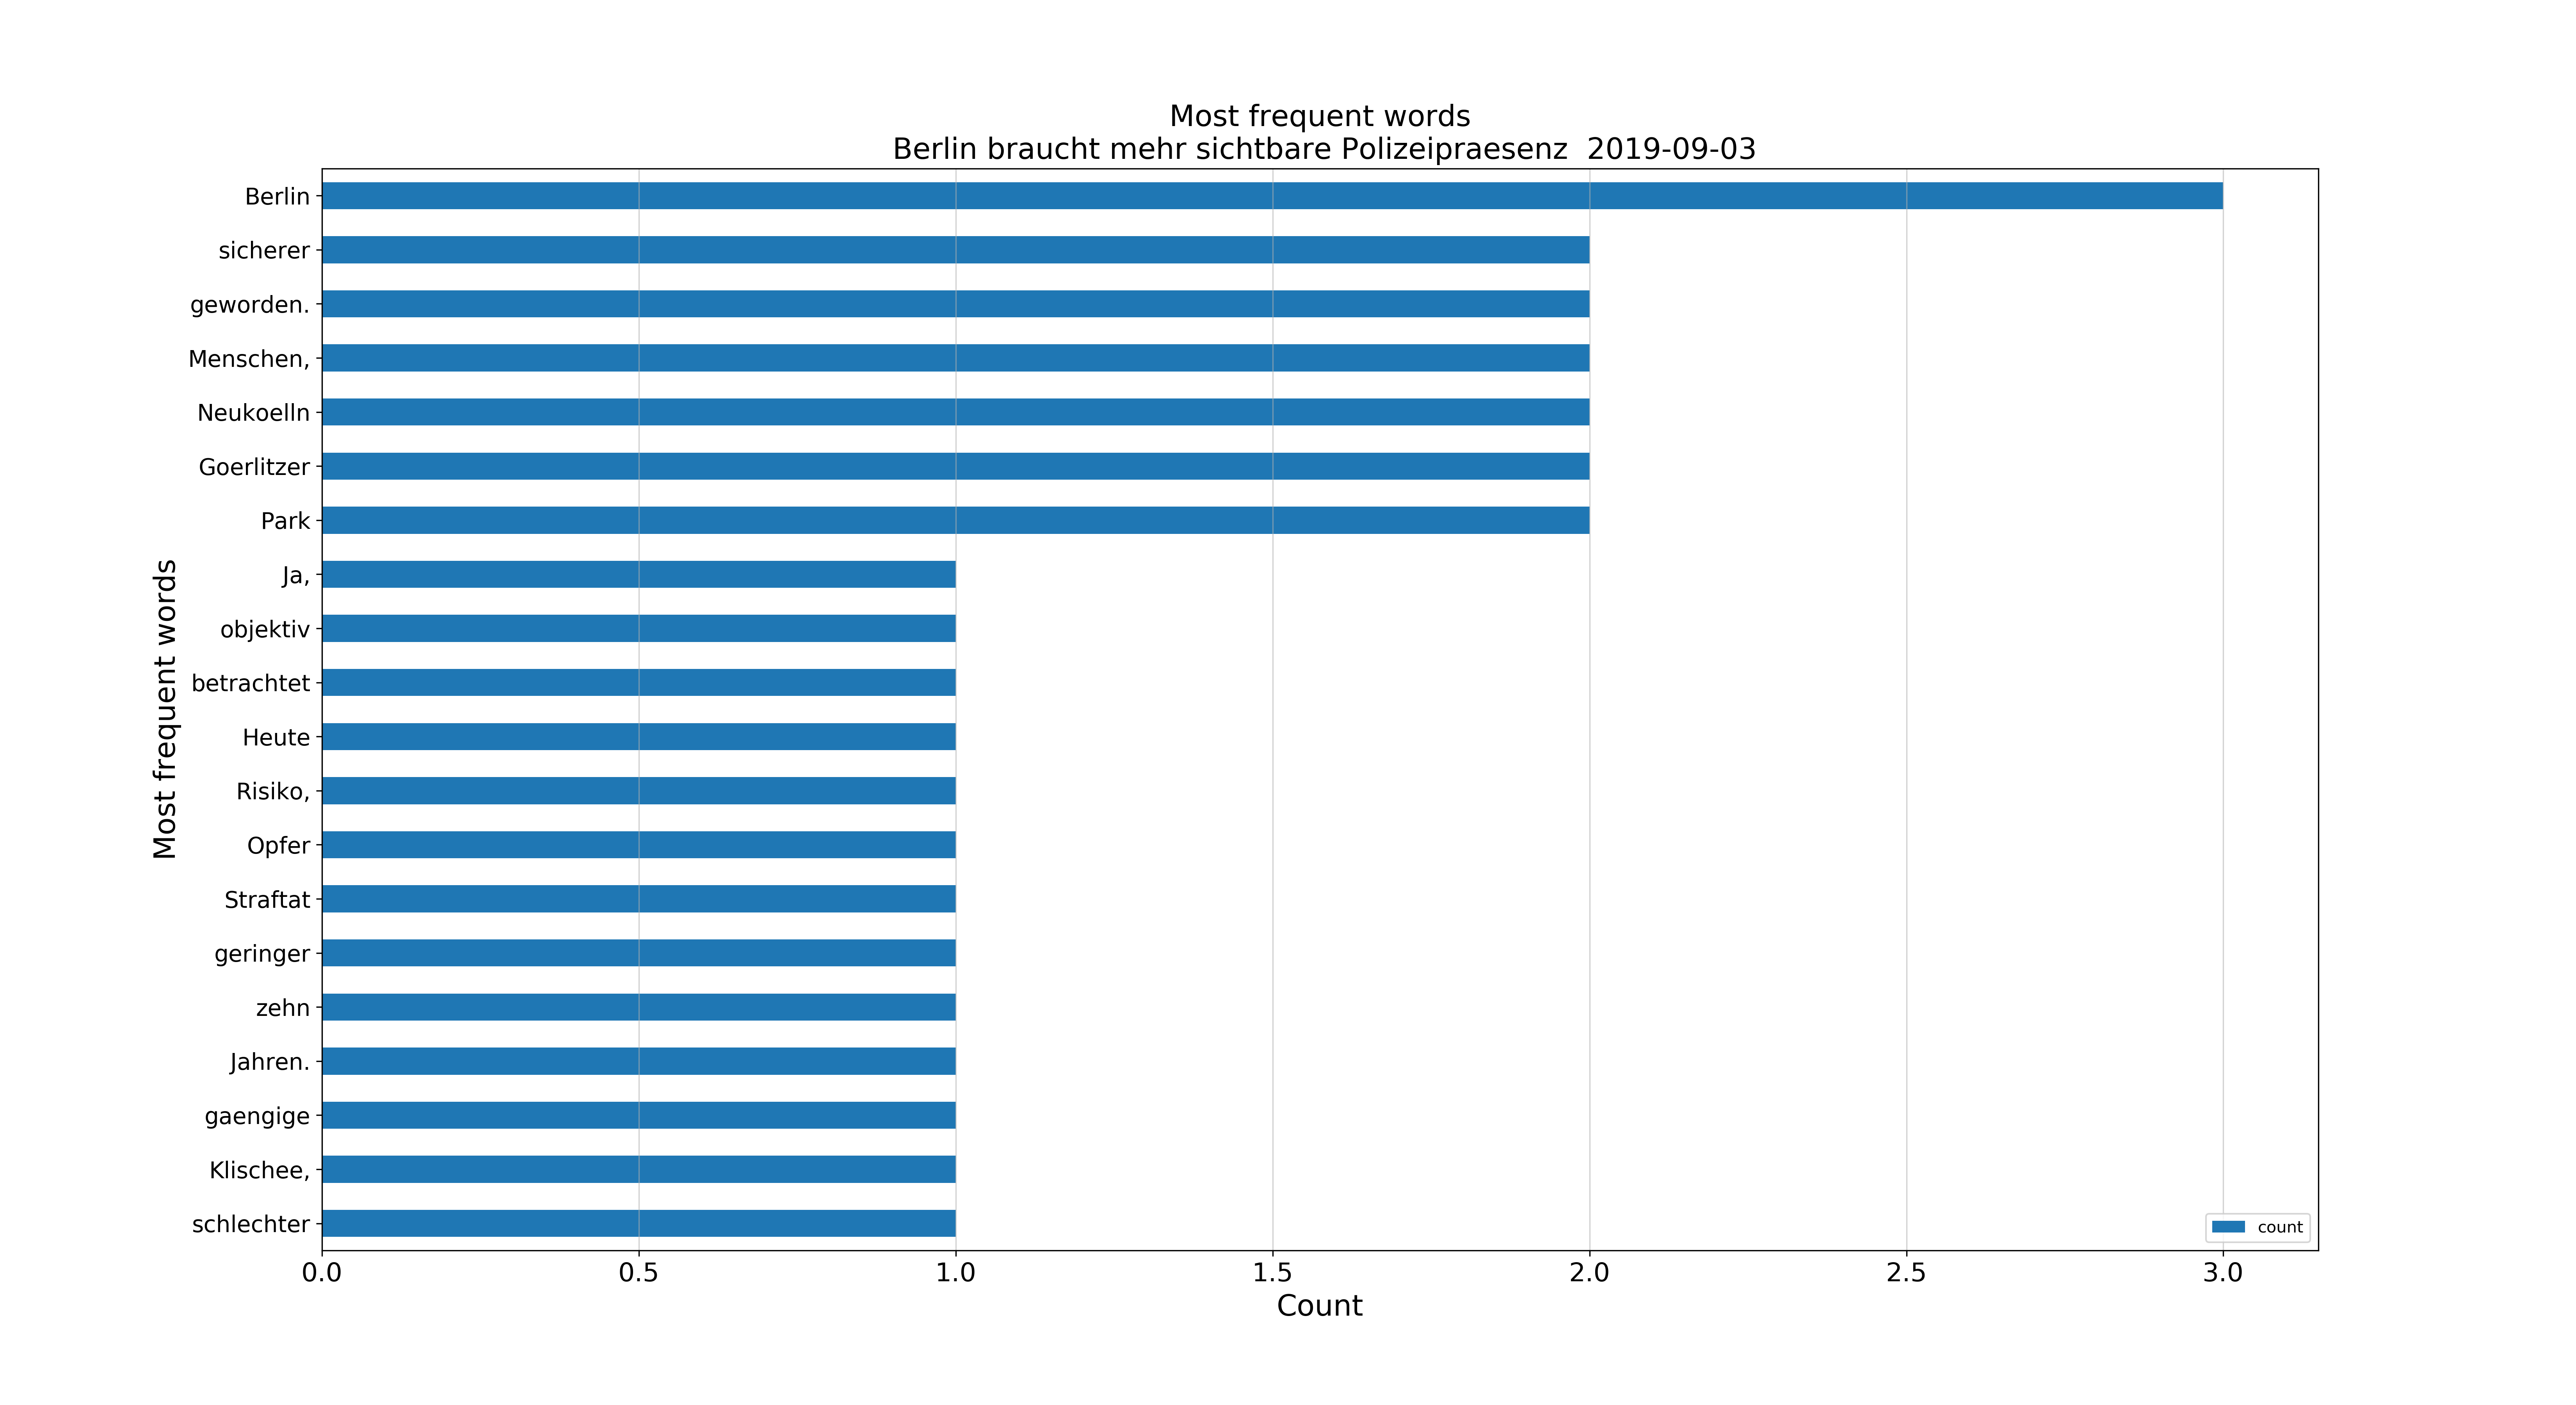 Most frequent words
Berlin braucht mehr sichtbare Polizeipraesenz  2019-09-03
Most frequent words
Berlin
sicherer
geworden.
Menschen,
Neukoelln
Goerlitzer
Park
Ja,
objektiv
betrachtet
Heute
Risiko,
Opfer
Straftat
geringer
zehn
Jahren.
gaengige
Klischee,
schlechter
count
0.0 0.5 1.0 1.5 2.0 2.5 3.0
Count